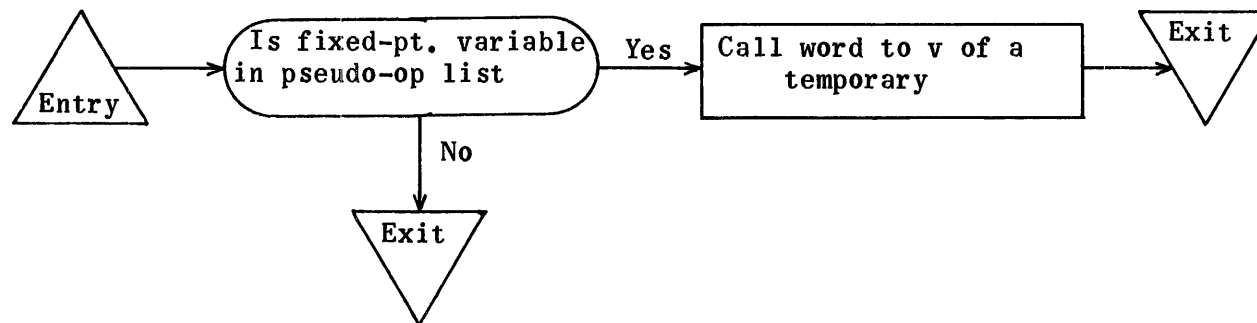 Entry
Is fixed-pt. variable
in pseudo-op list
Yes
Call word to v of a
temporary
Exit
No
Exit